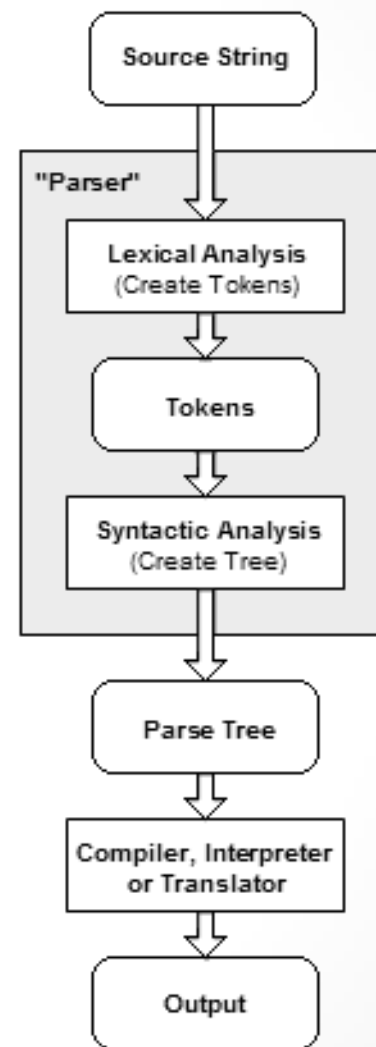 Source String
"Parser"
Lexical Analysis
(Create Tokens)
Tokens
Syntactic Analysis
(Create Tree)
Parse Tree
Compiler, Interpreter
or Translator
Output